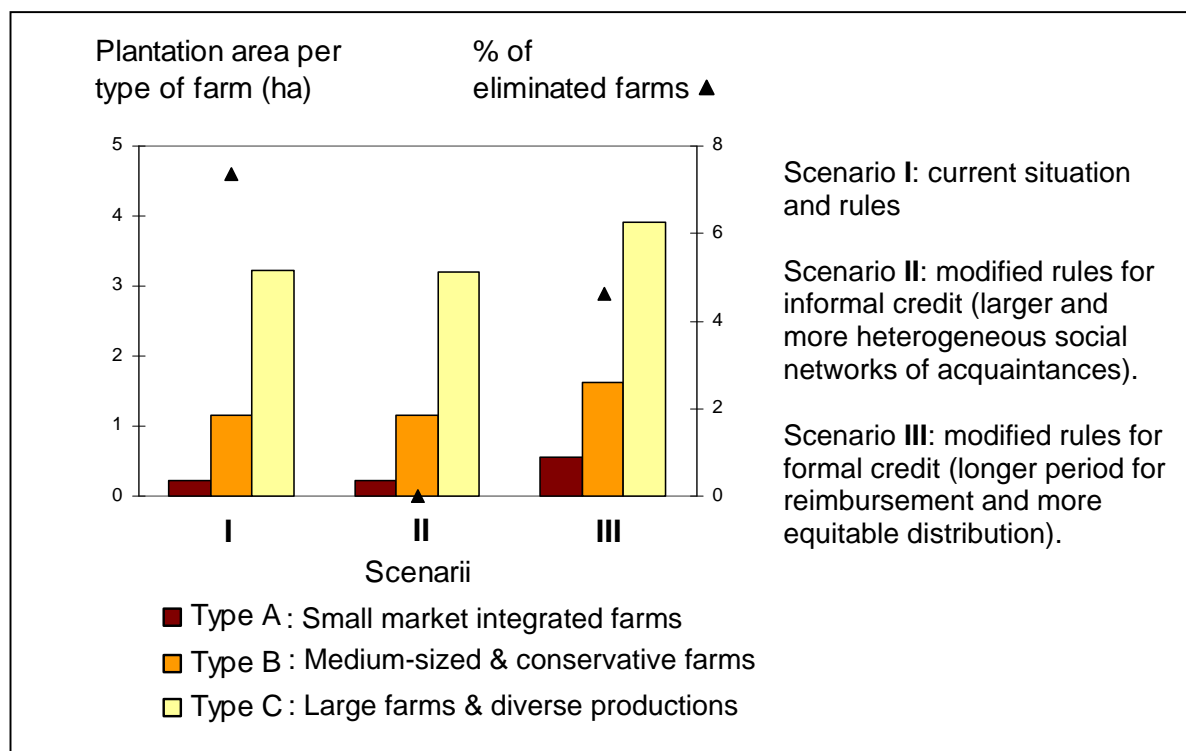 Plantation area per
type of farm (ha)
% of
eliminated farms
5
4
3
2
1
0
8
6
4
2
0
I
II
III
Scenarii
Type A : Small market integrated farms
Type B : Medium-sized & conservative farms
Type C : Large farms & diverse productions
Scenario I: current situation
and rules
Scenario II: modified rules for
informal credit (larger and
more heterogeneous social
networks of acquaintances).
Scenario III: modified rules for
formal credit (longer period for
reimbursement and more
equitable distribution).